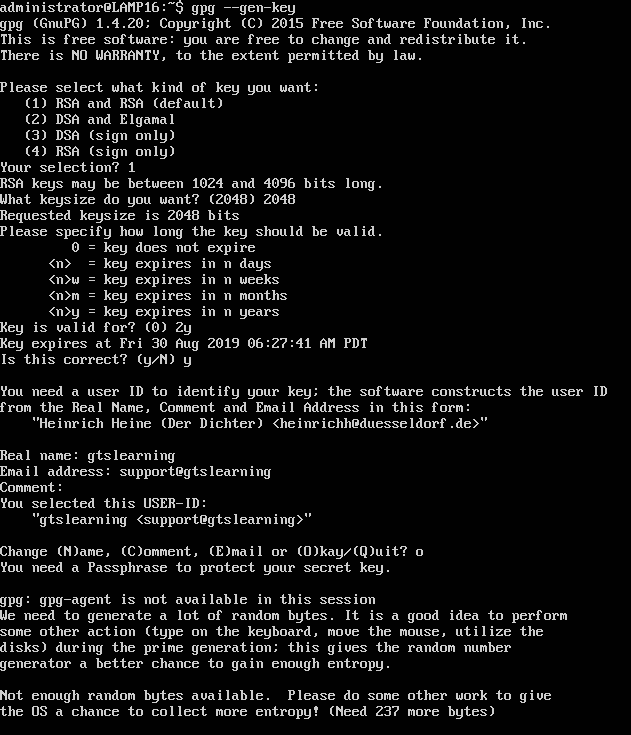 administrator@LAMP16:~$ gpg --gen-key
gpg (GnuPG) 1.4.20; Copyright (C) 2015 Free Software Foundation, Inc.
This is free software: you are free to change and redistribute it.
There is NO WARRANTY, to the extent permitted by law.

Please select what kind of key you want:
   (1) RSA and RSA (default)
   (2) DSA and Elgamal
   (3) DSA (sign only)
   (4) RSA (sign only)
Your selection? 1
RSA keys may be between 1024 and 4096 bits long.
What keysize do you want? (2048) 2048
Requested keysize is 2048 bits
Please specify how long the key should be valid.
         0 = key does not expire
      <n>  = key expires in n days
      <n>w = key expires in n weeks
      <n>m = key expires in n months
      <n>y = key expires in n years
Key is valid for? (0) 2y
Key expires at Fri 30 Aug 2019 06:27:41 AM PDT
Is this correct? (y/N) y

You need a user ID to identify your key; the software constructs the user ID
from the Real Name, Comment and Email Address in this form:
    "Heinrich Heine (Der Dichter) <heinrichh@duesseldorf.de>"

Real name: gtslearning
Email address: support@gtslearning
Comment:
You selected this USER-ID:
    "gtslearning <support@gtslearning>"

Change (N)ame, (C)omment, (E)mail or (O)kay/(Q)uit? o
You need a Passphrase to protect your secret key.

gpg: gpg-agent is not available in this session
We need to generate a lot of random bytes. It is a good idea to perform
some other action (type on the keyboard, move the mouse, utilize the
disks) during the prime generation; this gives the random number
generator a better chance to gain enough entropy.

Not enough random bytes available.  Please do some other work to give
the OS a chance to collect more entropy! (Need 237 more bytes)